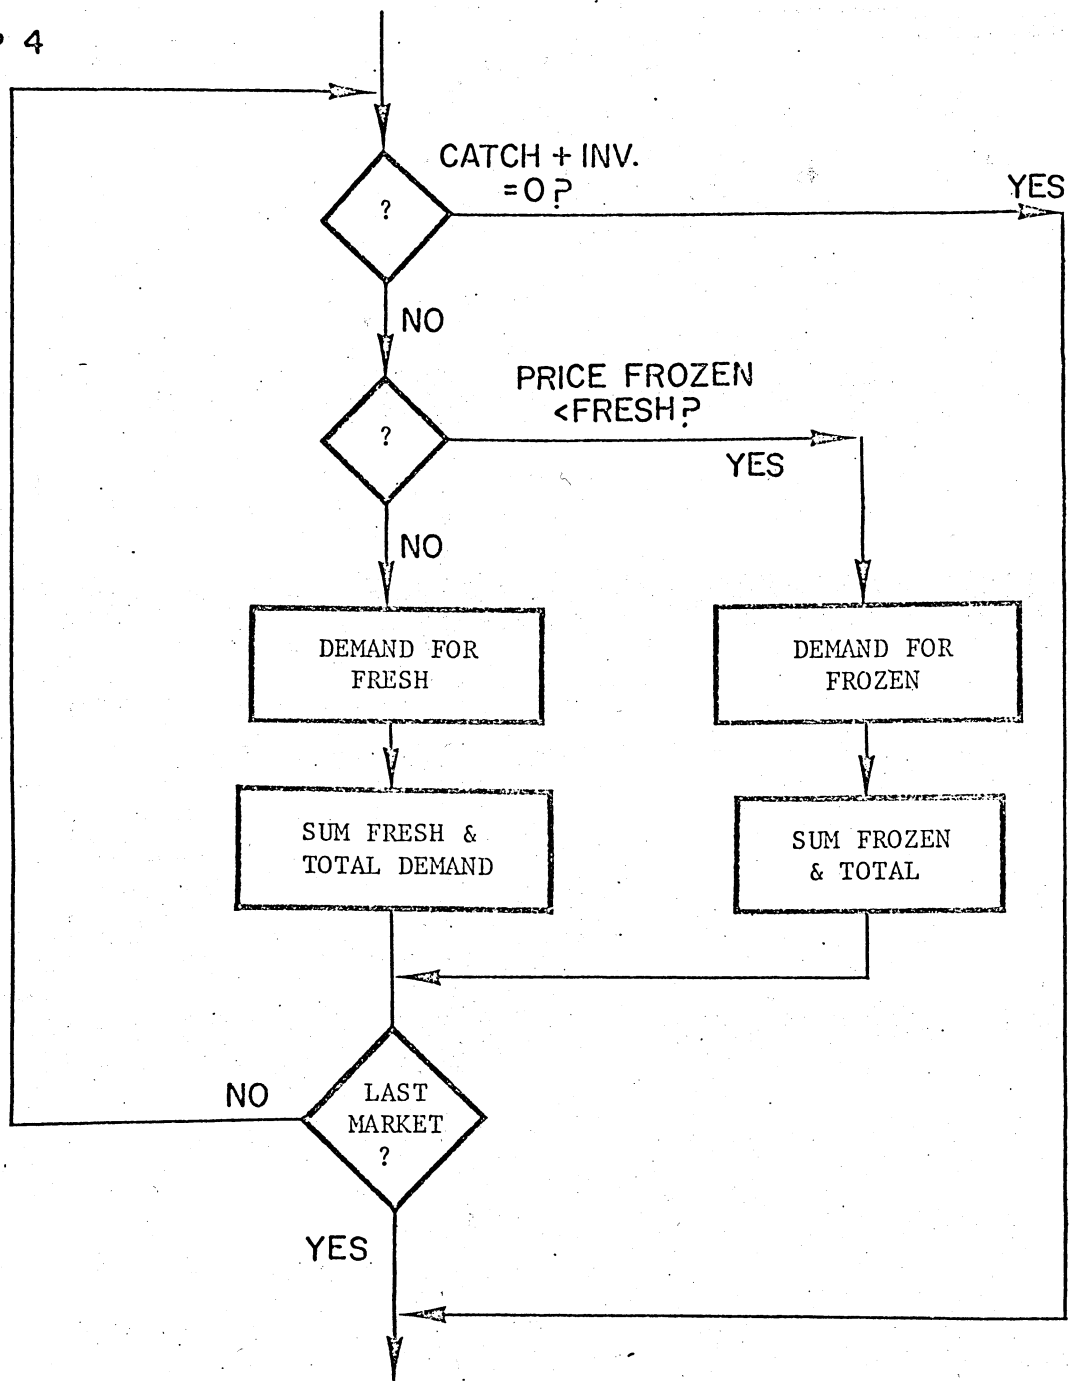 4
CATCH + INV.
=0?
YES
?
NO
PRICE FROZEN
<FRESH?
?
YES
NO
DEMAND FOR
FRESH
DEMAND FOR
FROZEN
SUM FRESH &
TOTAL DEMAND
SUM FROZEN
& TOTAL
NO
LAST
MARKET
?
YES